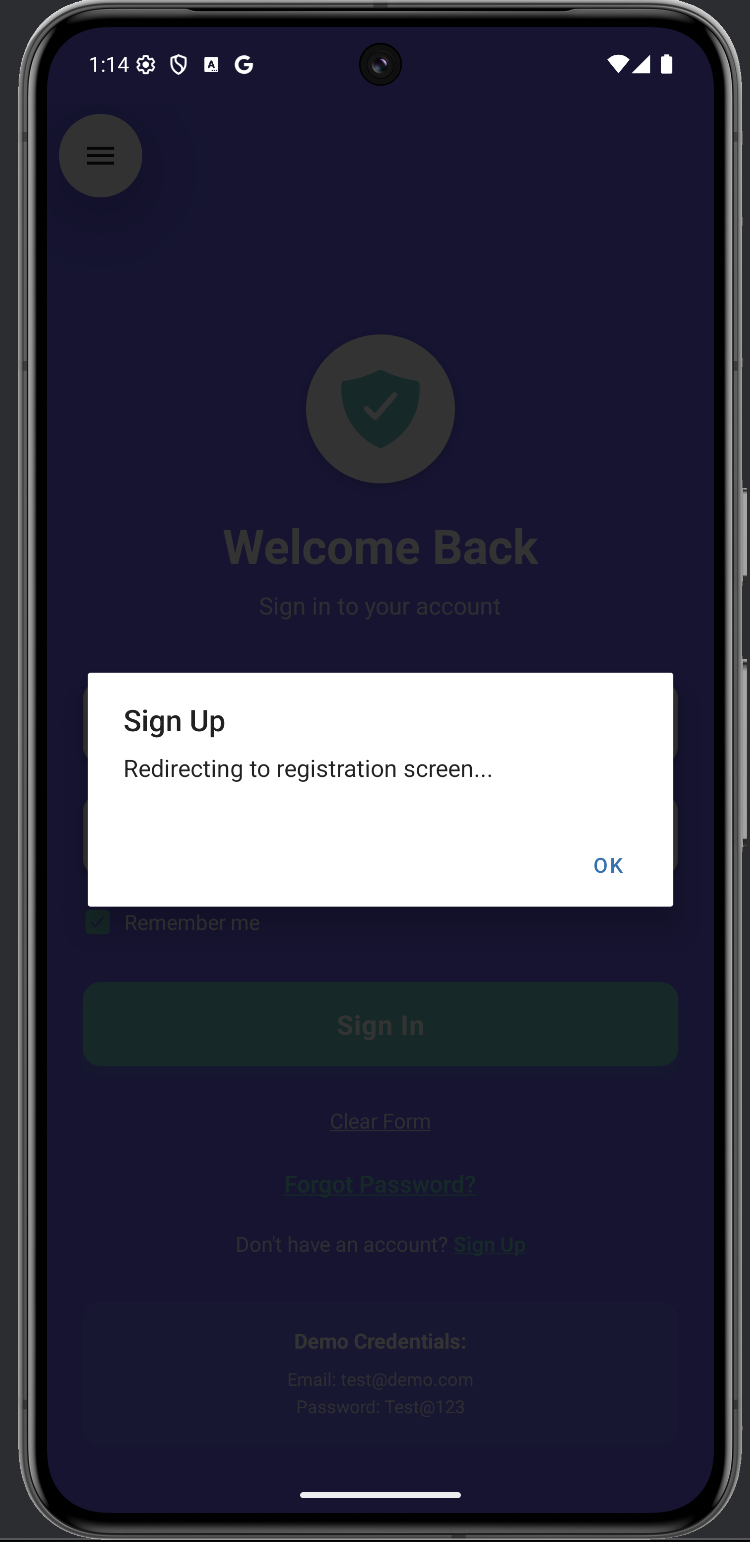 1:14
Welcome Back
Sign in to your account
Sign Up
Redirecting to registration screen...
OK
Remember me
Sign In
Clear Form
Forgot Password?
Don't have an account? Sign Up
Demo Credentials:
Email: test@demo.com
Password: Test@123